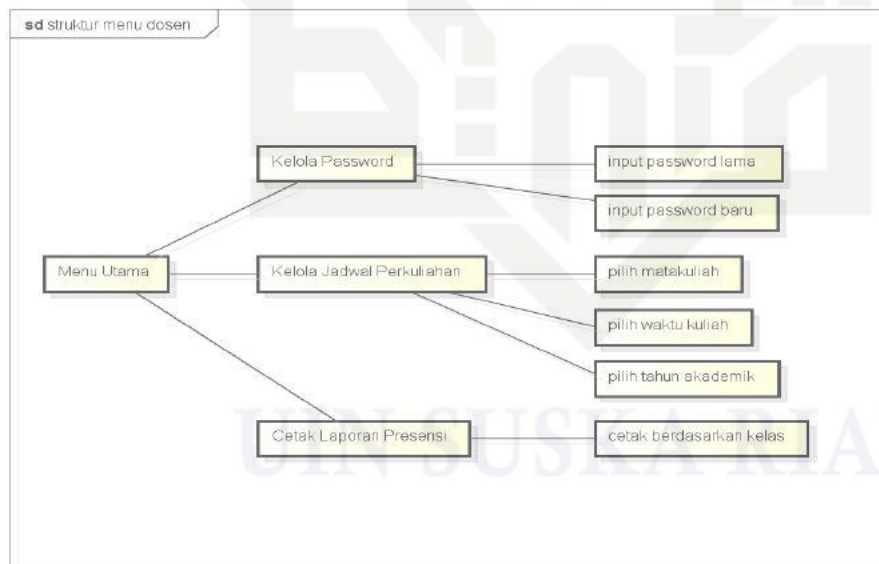 sd struktur menu dosen
Kelola Password
input password lama
input password baru
Menu Utama
Kelola Jadwal Perkuliahan
pilih matakuliah
pilih waktu kuliah
pilih tahun akademik
Cetak Laporan Presensi
cetak berdasarkan kelas
UIN SUSKA RIA